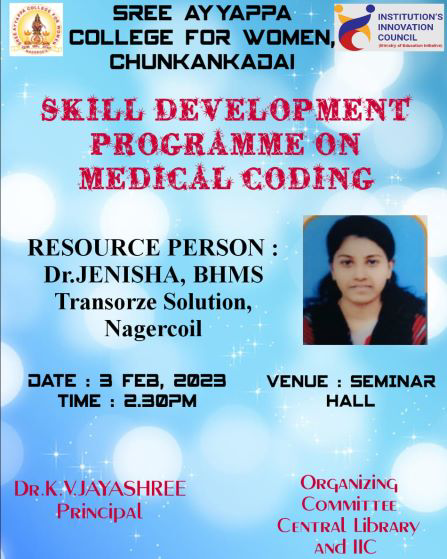 SREE AYYAPPA
COLLEGE FOR WOMEN,
CHUNKANKADAI
INSTITUTION'S
INNOVATION
COUNCIL
(Ministry of Education Initiative)
SKILL DEVELOPMENT
PROGRAMME ON
MEDICAL CODING
RESOURCE PERSON :
Dr.JENISHA, BHMS
Transorze Solution,
Nagercoil
DATE : 3 FEB, 2023
TIME : 2.30PM
VENUE : SEMINAR
HALL
Dr.K.V.JAYASHREE
Principal
Organizing
Committee
Central Library
and IIC